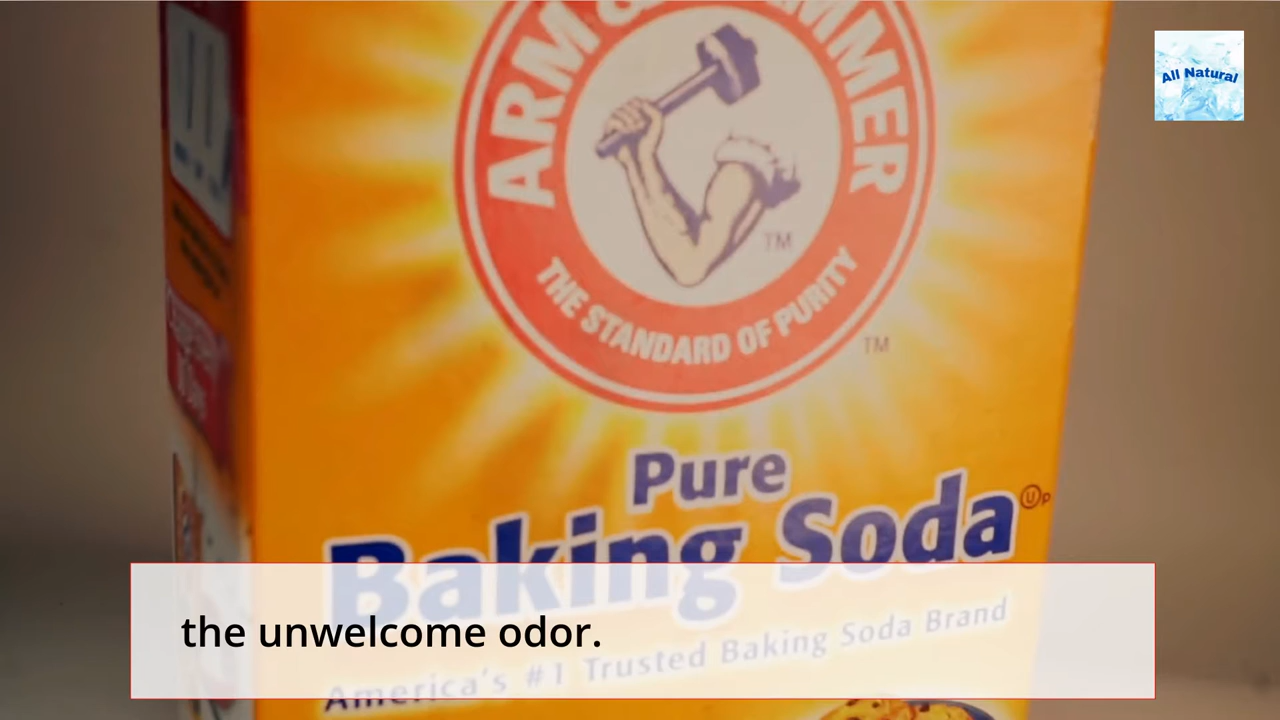 All Natural
ARM & HAMMER
TM
THE STANDARD OF PURITY
TM
Pure
Baking Soda
U P
America's #1 Trusted Baking Soda Brand
the unwelcome odor.